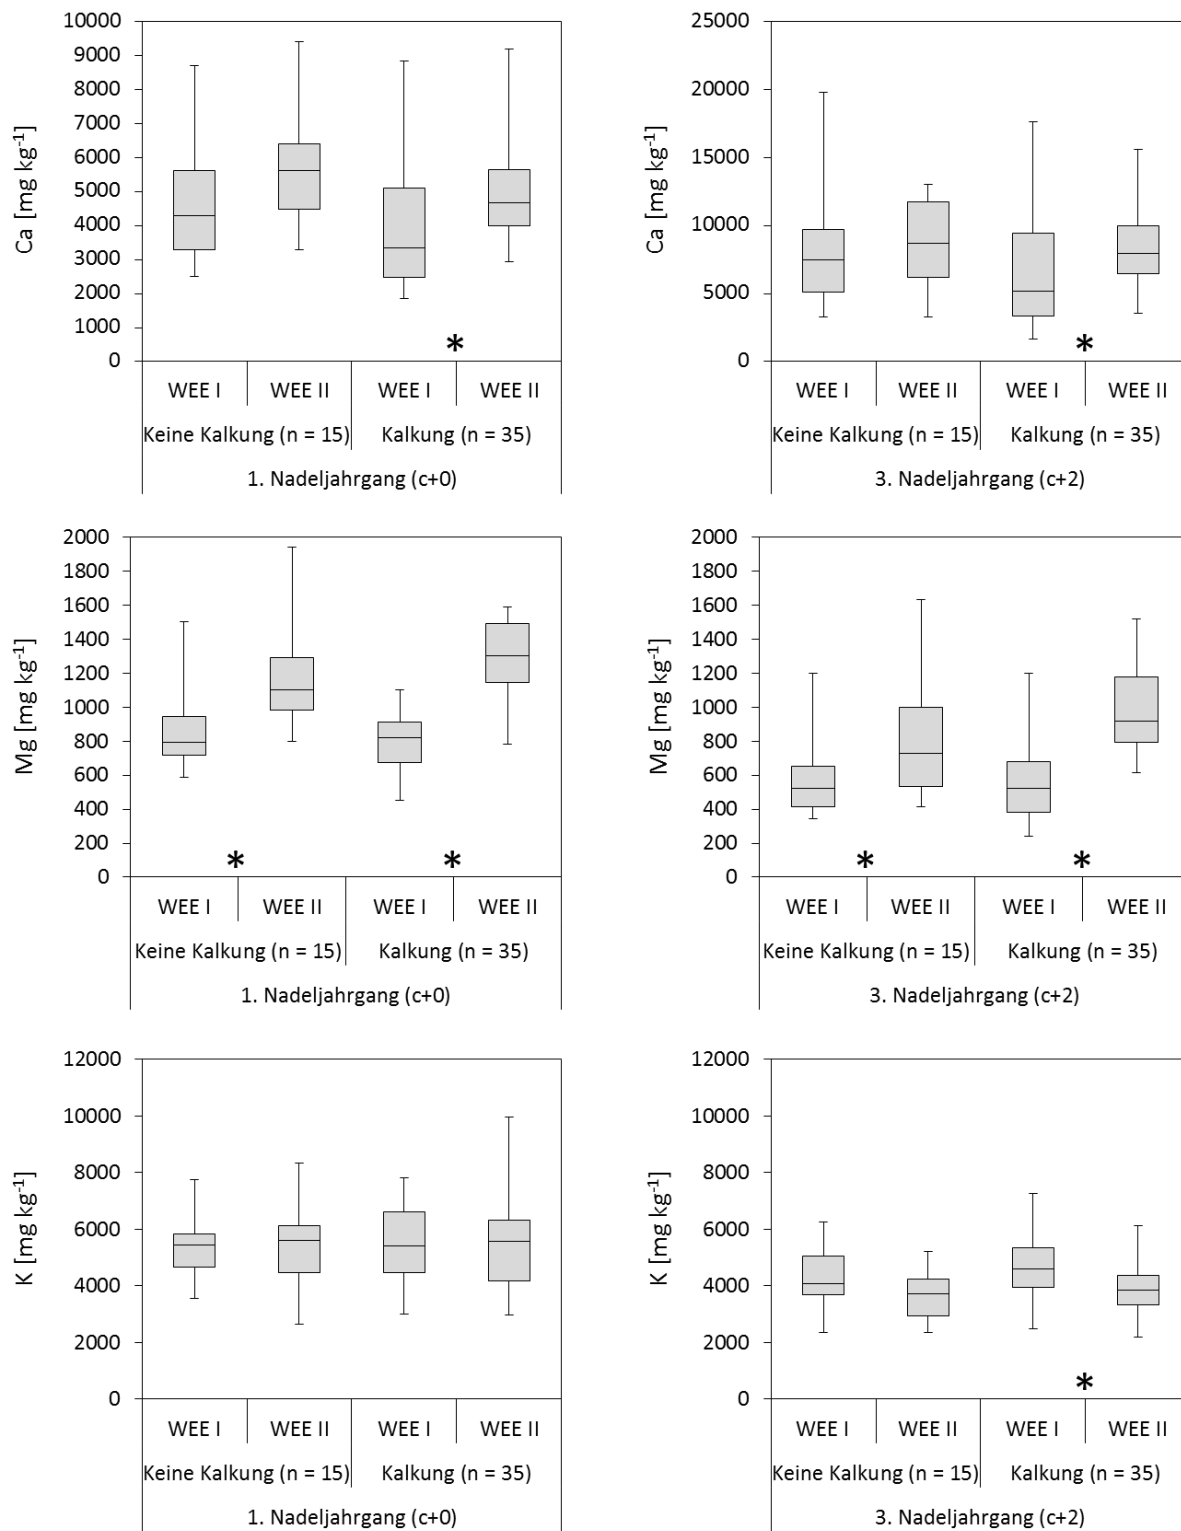 Ca [mg kg-1]
10000
9000
8000
7000
6000
5000
4000
3000
2000
1000
0
*
WEE I WEE II WEE I WEE II
Keine Kalkung (n = 15) Kalkung (n = 35)
1. Nadeljahrgang (c+0)
Ca [mg kg-1]
25000
20000
15000
10000
5000
0
*
WEE I WEE II WEE I WEE II
Keine Kalkung (n = 15) Kalkung (n = 35)
3. Nadeljahrgang (c+2)
Mg [mg kg-1]
2000
1800
1600
1400
1200
1000
800
600
400
200
0
* *
WEE I WEE II WEE I WEE II
Keine Kalkung (n = 15) Kalkung (n = 35)
1. Nadeljahrgang (c+0)
Mg [mg kg-1]
2000
1800
1600
1400
1200
1000
800
600
400
200
0
* *
WEE I WEE II WEE I WEE II
Keine Kalkung (n = 15) Kalkung (n = 35)
3. Nadeljahrgang (c+2)
K [mg kg-1]
12000
10000
8000
6000
4000
2000
0
WEE I WEE II WEE I WEE II
Keine Kalkung (n = 15) Kalkung (n = 35)
1. Nadeljahrgang (c+0)
K [mg kg-1]
12000
10000
8000
6000
4000
2000
0
*
WEE I WEE II WEE I WEE II
Keine Kalkung (n = 15) Kalkung (n = 35)
3. Nadeljahrgang (c+2)